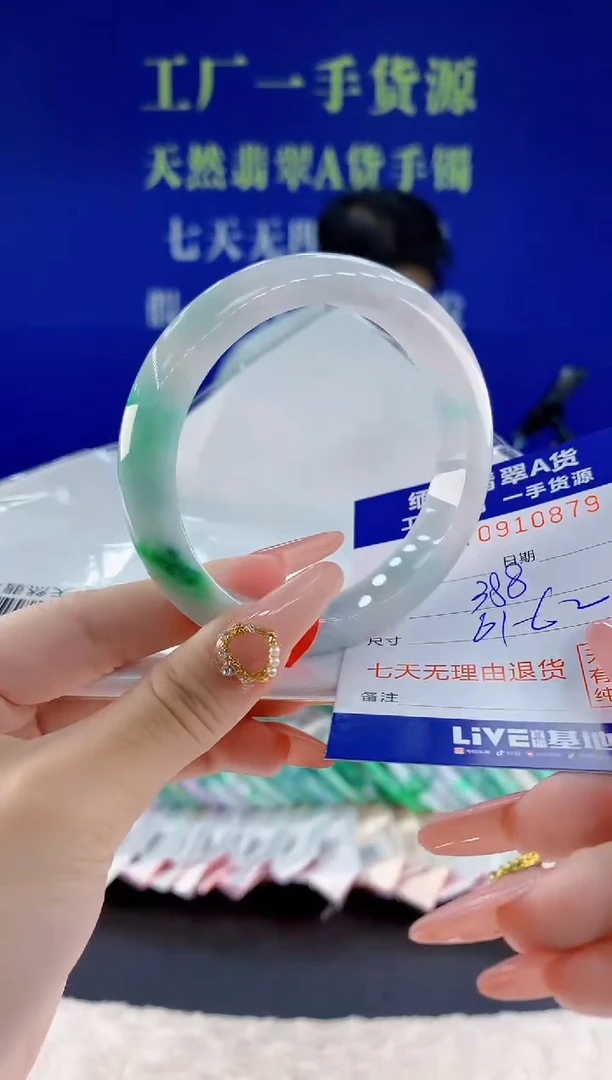 工厂一手货源
天然翡翠A货手镯
七天无
翠A货
一手货源
0910879
日期
388
尺寸
61-62
七天无理由退货
备注
LiVE
基地